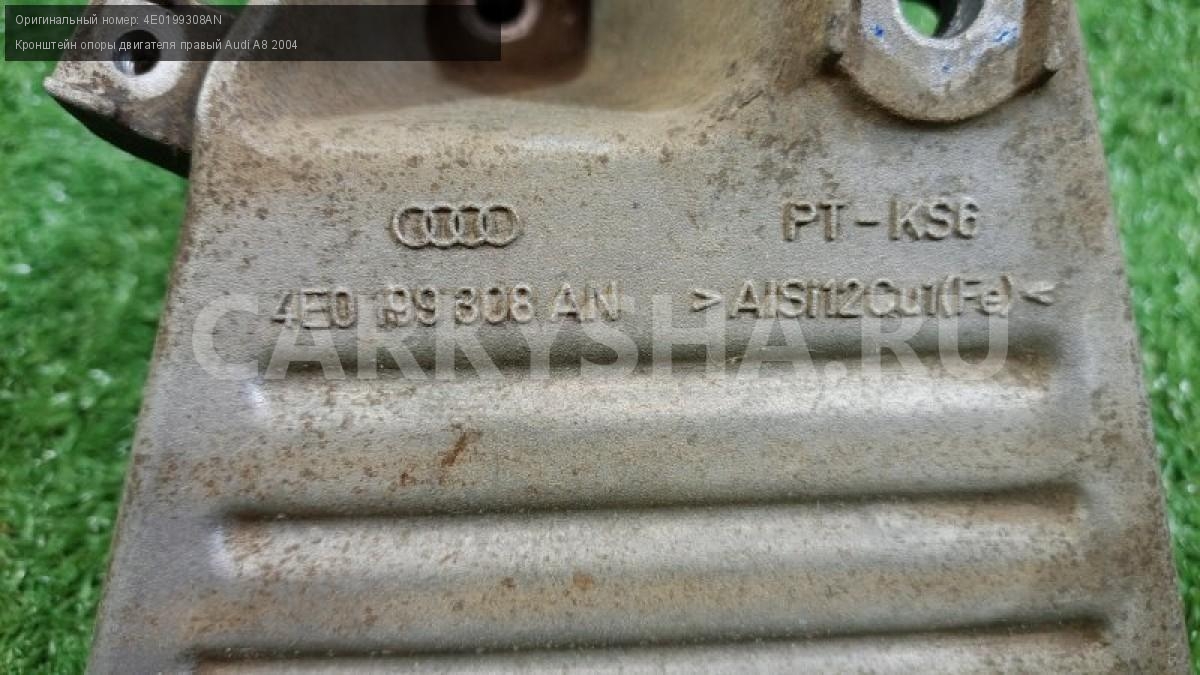 Оригинальный номер: 4E0199308AN
Кронштейн опоры двигателя правый Audi A8 2004
PT-KS6
4E0 199 308 AN >AlSi12Cu1(Fe)<
CARKYSHA.RU